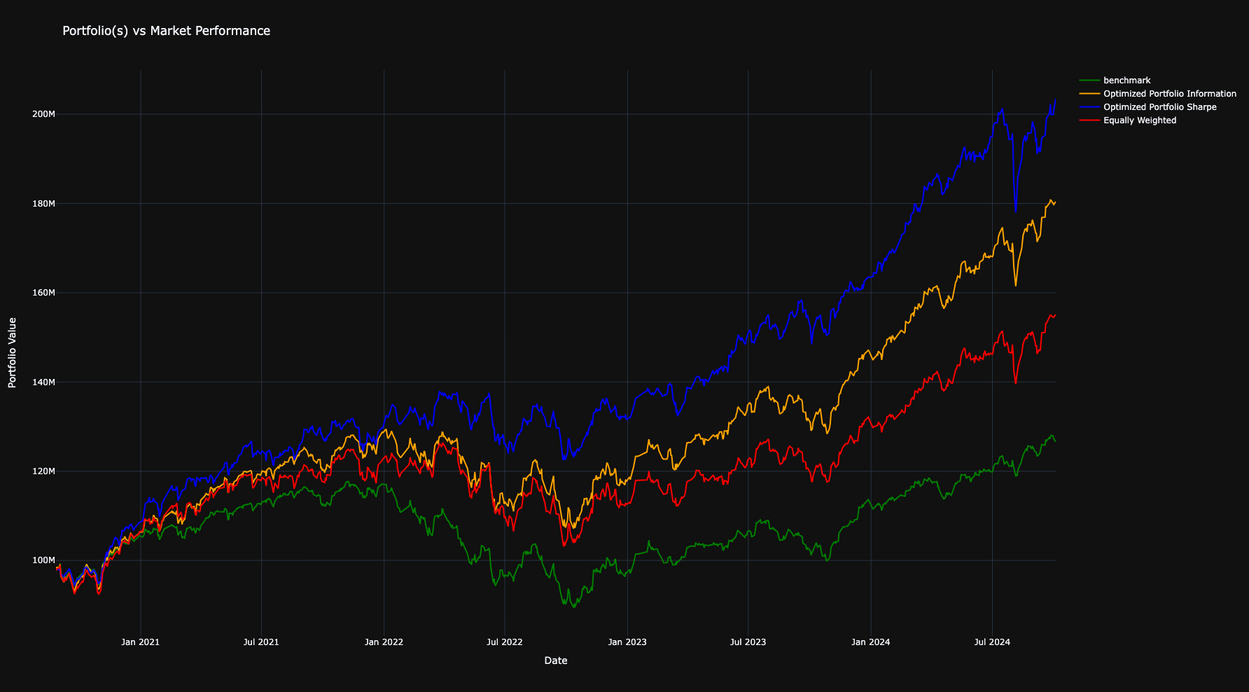 Portfolio(s) vs Market Performance
benchmark
Optimized Portfolio Information
Optimized Portfolio Sharpe
Equally Weighted
Portfolio Value
200M
180M
160M
140M
120M
100M
Jan 2021
Jul 2021
Jan 2022
Jul 2022
Jan 2023
Jul 2023
Jan 2024
Jul 2024
Date